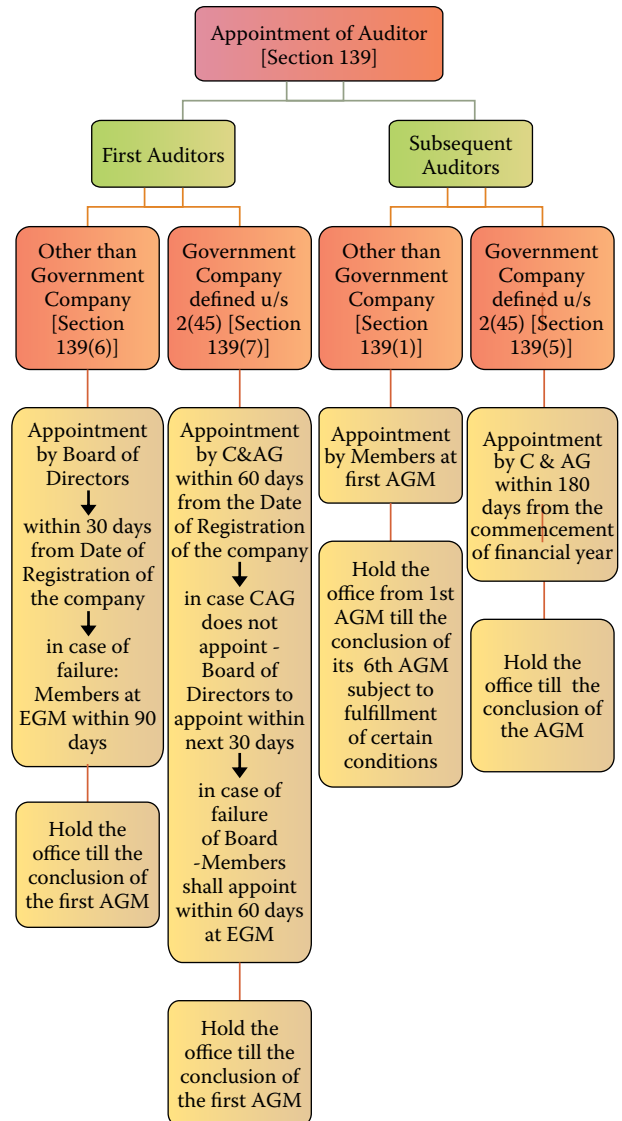 Appointment of Auditor
[Section 139]
First Auditors
Subsequent
Auditors
Other than
Government
Company
[Section
139(6)]
Government
Company
defined u/s
2(45) [Section
139(7)]
Other than
Government
Company
[Section
139(1)]
Government
Company
defined u/s
2(45) [Section
139(5)]
Appointment
by Board of
Directors
within 30 days
from Date of
Registration of
the company
in case of
failure:
Members at
EGM within 90
days
Hold the
office till the
conclusion of
the first AGM
Appointment
by C&AG
within 60 days
from the Date
of Registration
of the company
in case CAG
does not
appoint -
Board of
Directors to
appoint within
next 30 days
in case of
failure
of Board
-Members
shall appoint
within 60 days
at EGM
Hold the
office till the
conclusion of
the first AGM
Appointment
by Members at
first AGM
Hold the
office from 1st
AGM till the
conclusion of
its 6th AGM
subject to
fulfillment
of certain
conditions
Appointment
by C & AG
within 180
days from the
commencement
of financial year
Hold the
office till the
conclusion of
the AGM